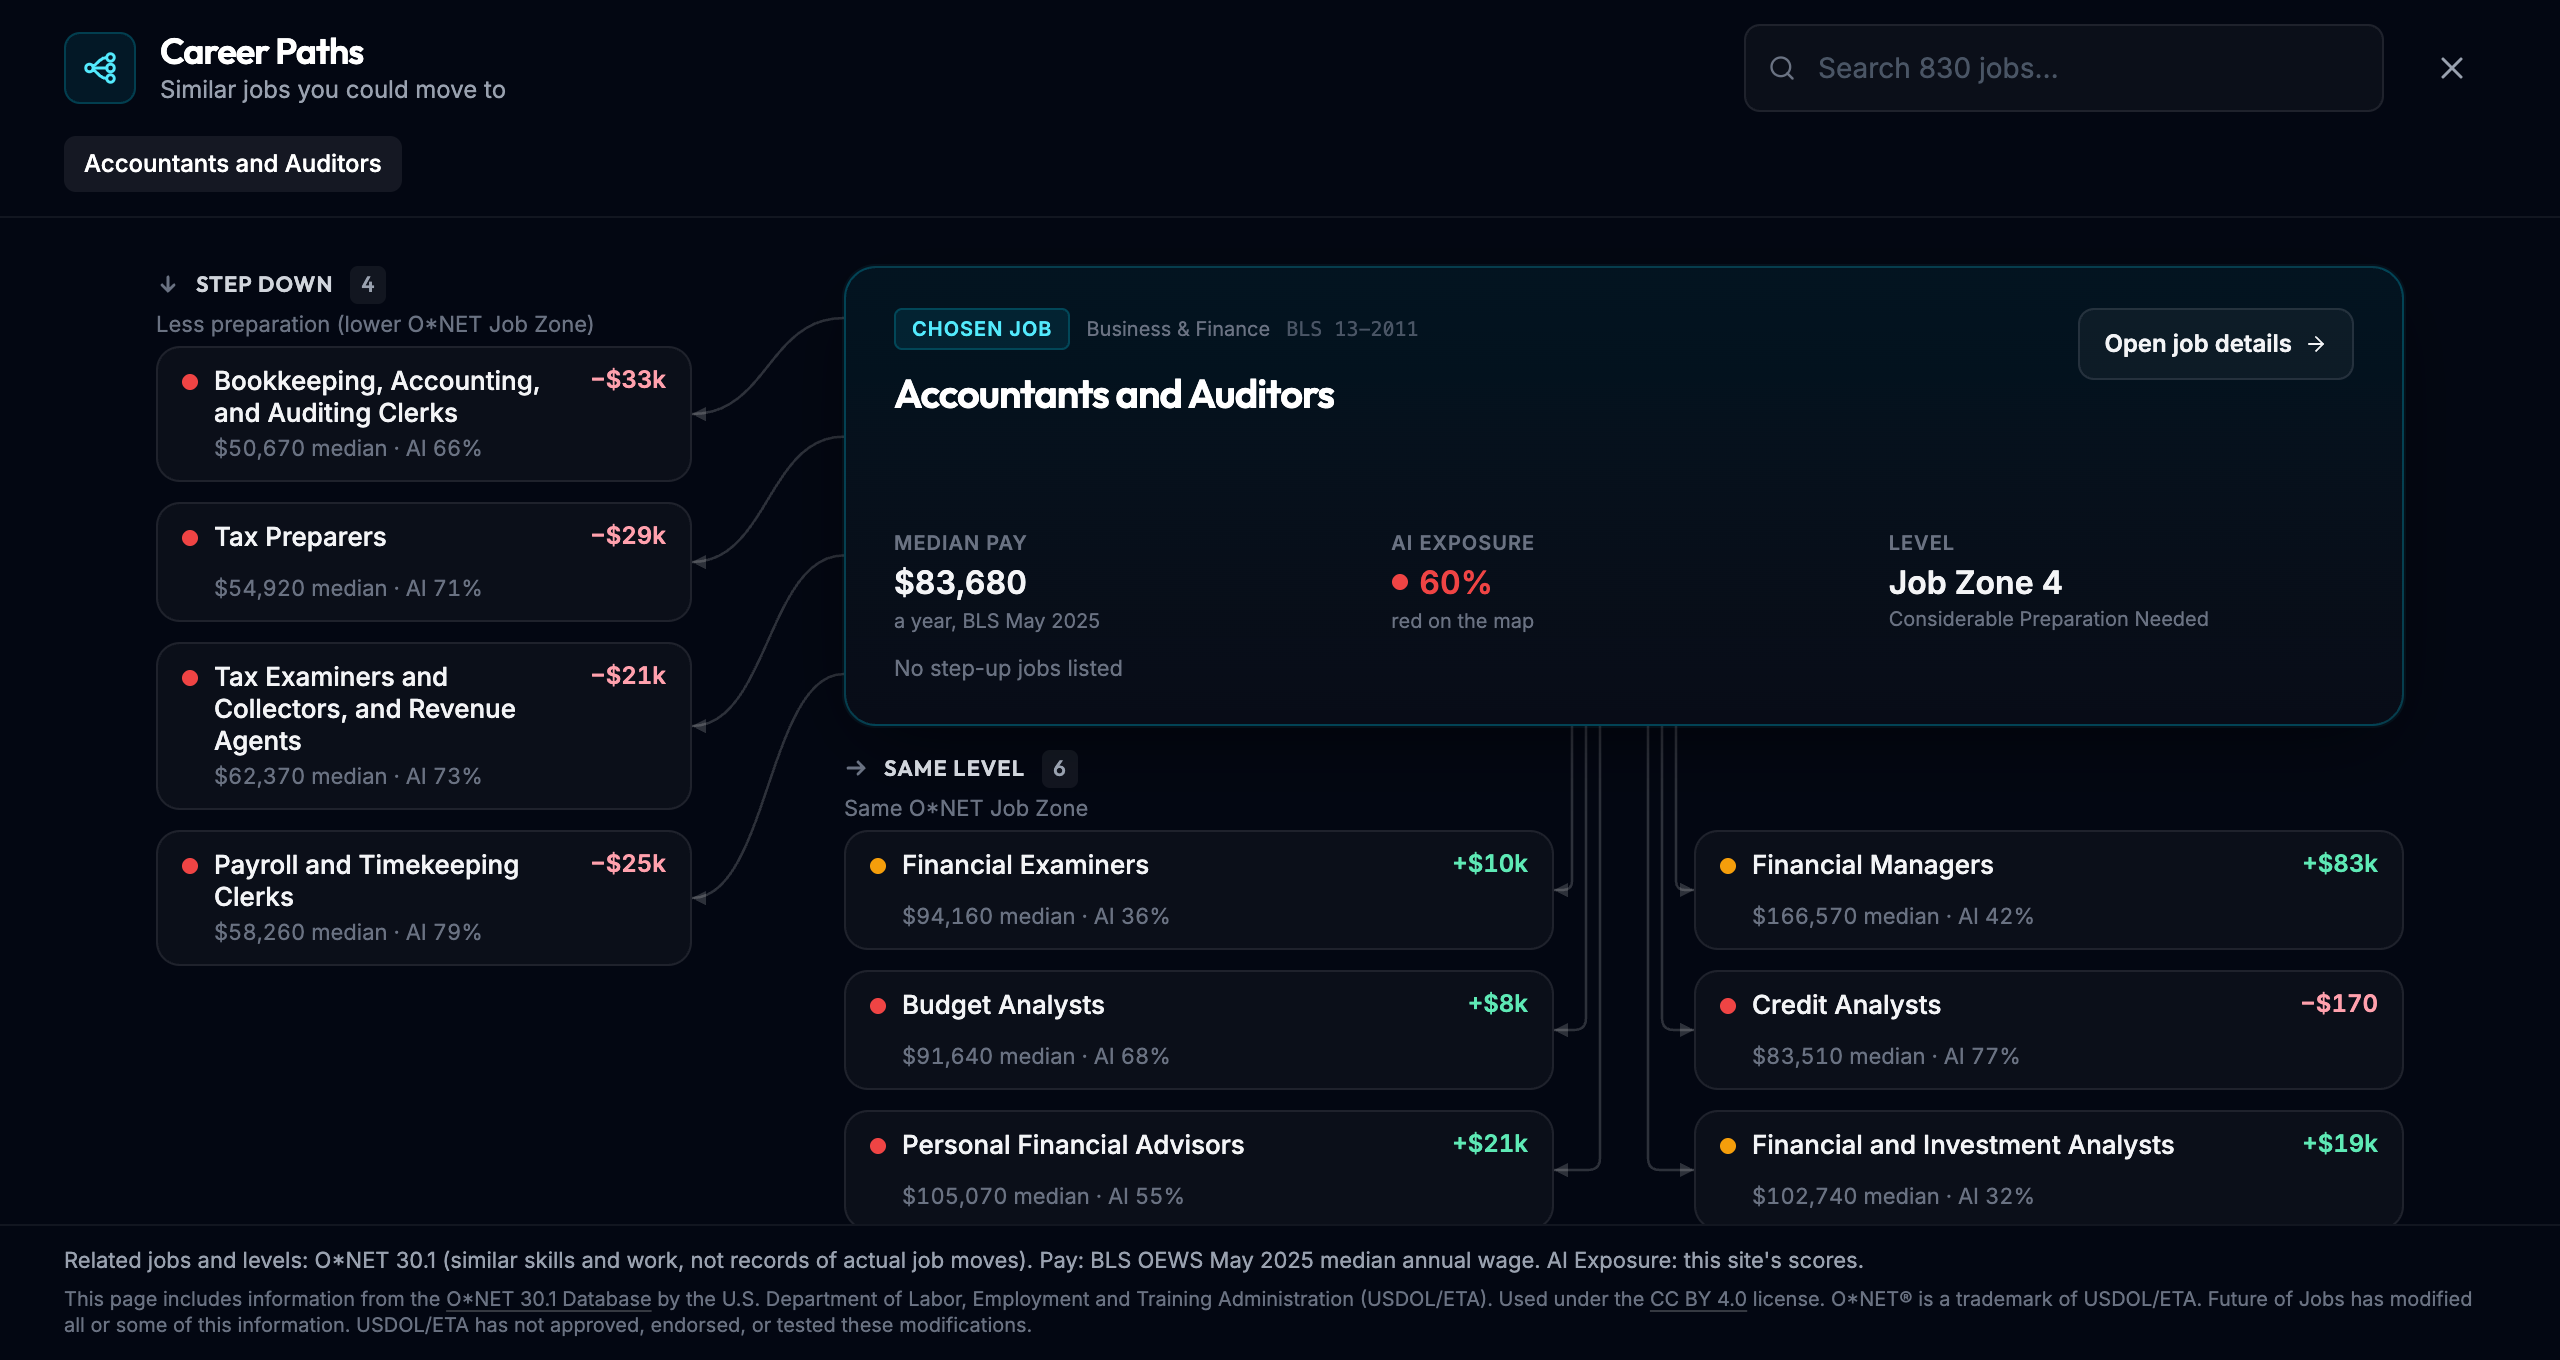 Career Paths
Similar jobs you could move to
Search 830 jobs...
Accountants and Auditors
STEP DOWN 4
Less preparation (lower O*NET Job Zone)
Bookkeeping, Accounting, and Auditing Clerks
−$33k
$50,670 median · AI 66%
Tax Preparers
−$29k
$54,920 median · AI 71%
Tax Examiners and Collectors, and Revenue Agents
−$21k
$62,370 median · AI 73%
Payroll and Timekeeping Clerks
−$25k
$58,260 median · AI 79%
CHOSEN JOB Business & Finance BLS 13-2011
Open job details →
Accountants and Auditors
MEDIAN PAY
$83,680
a year, BLS May 2025
AI EXPOSURE
60%
red on the map
LEVEL
Job Zone 4
Considerable Preparation Needed
No step-up jobs listed
SAME LEVEL 6
Same O*NET Job Zone
Financial Examiners
+$10k
$94,160 median · AI 36%
Financial Managers
+$83k
$166,570 median · AI 42%
Budget Analysts
+$8k
$91,640 median · AI 68%
Credit Analysts
−$170
$83,510 median · AI 77%
Personal Financial Advisors
+$21k
$105,070 median · AI 55%
Financial and Investment Analysts
+$19k
$102,740 median · AI 32%
Related jobs and levels: O*NET 30.1 (similar skills and work, not records of actual job moves). Pay: BLS OEWS May 2025 median annual wage. AI Exposure: this site's scores.
This page includes information from the O*NET 30.1 Database by the U.S. Department of Labor, Employment and Training Administration (USDOL/ETA). Used under the CC BY 4.0 license. O*NET® is a trademark of USDOL/ETA. Future of Jobs has modified
all or some of this information. USDOL/ETA has not approved, endorsed, or tested these modifications.